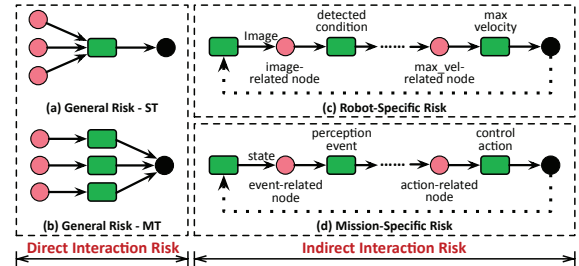 (a) General Risk - ST
(b) General Risk - MT
Direct Interaction Risk
Image
detected
condition
max
velocity
image-
related node
max_vel-
related node
(c) Robot-Specific Risk
state
perception
event
control
action
event-related
node
action-related
node
(d) Mission-Specific Risk
Indirect Interaction Risk